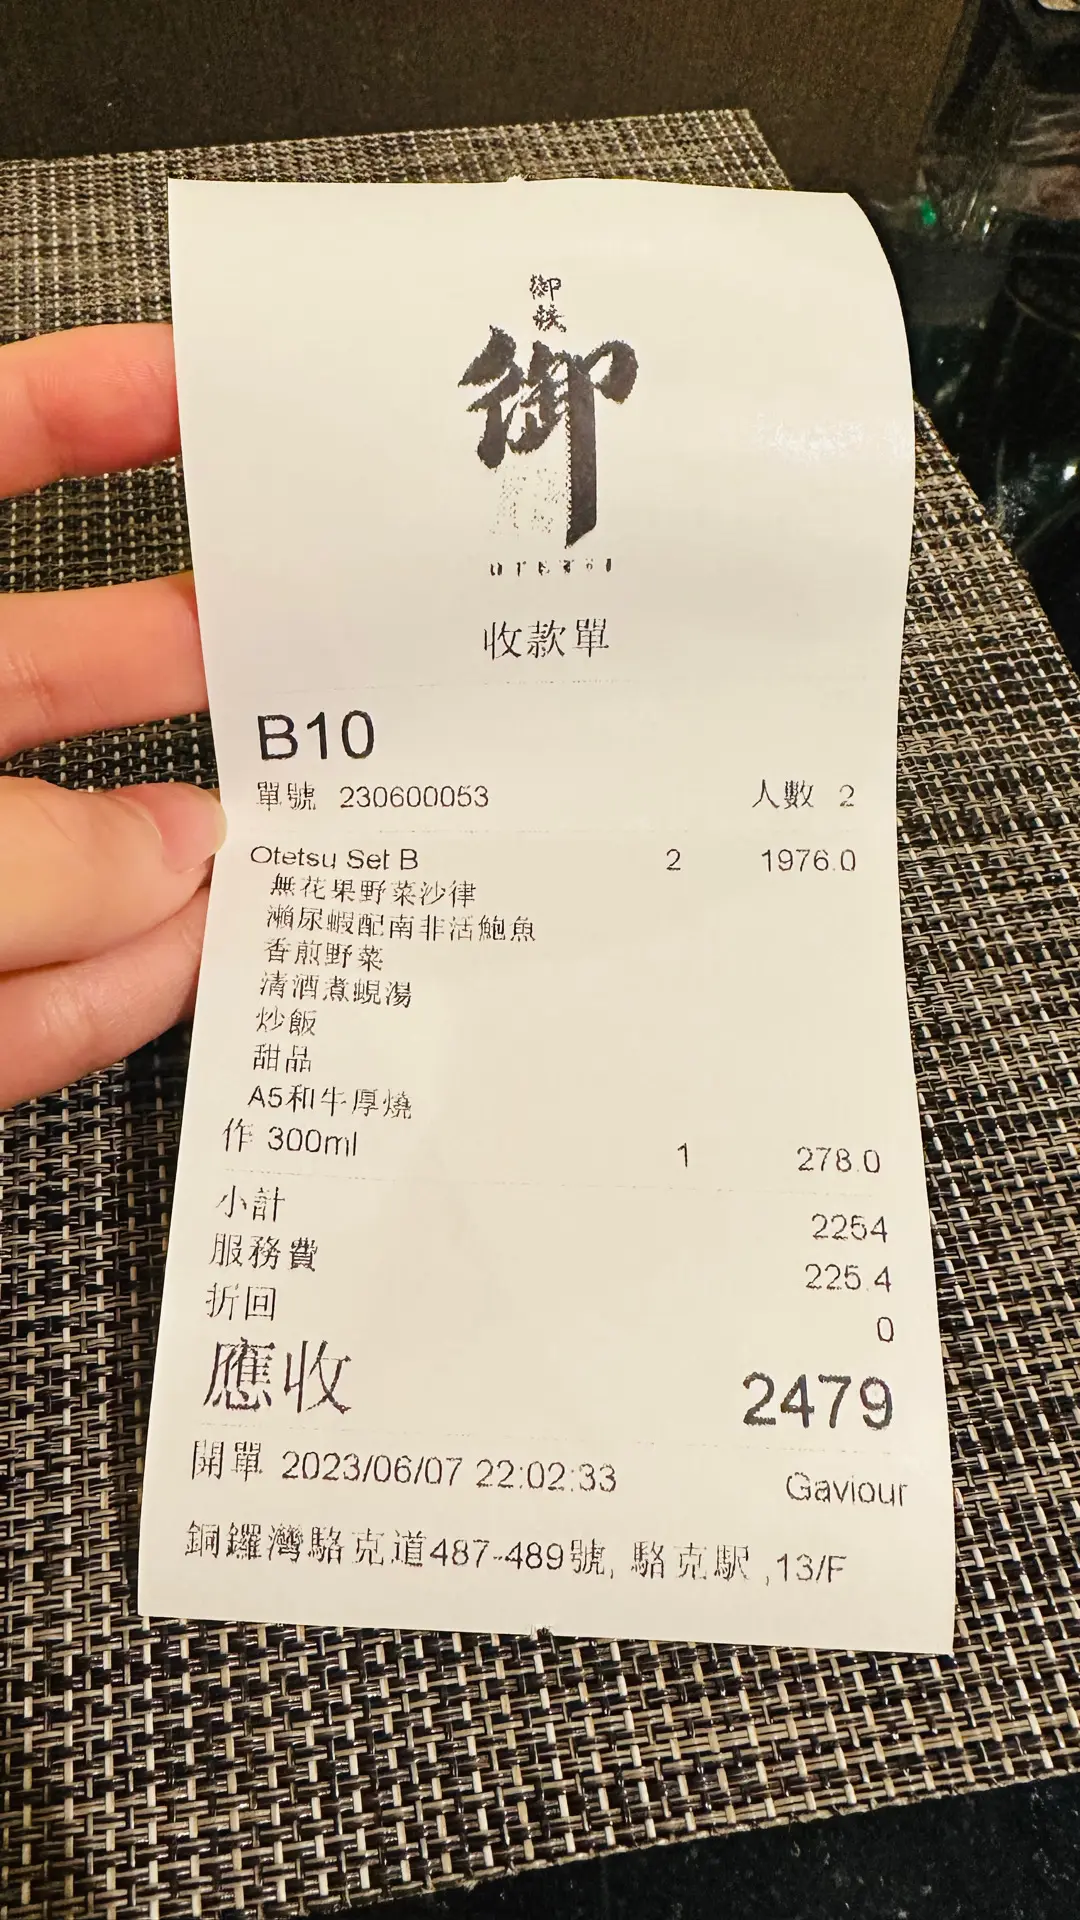 御
御
OTETSU
收款單
B10
單號 230600053 人數 2
Otetsu Set B 2 1976.0
無花果野菜沙律
瀨尿蝦配南非活鮑魚
香煎野菜
清酒煮蜆湯
炒飯
甜品
A5和牛厚燒
作 300ml 1 278.0
小計 2254
服務費 225.4
折回 0
應收 2479
開單 2023/06/07 22:02:33 Gaviour
銅鑼灣駱克道487-489號, 駱克駅 ,13/F